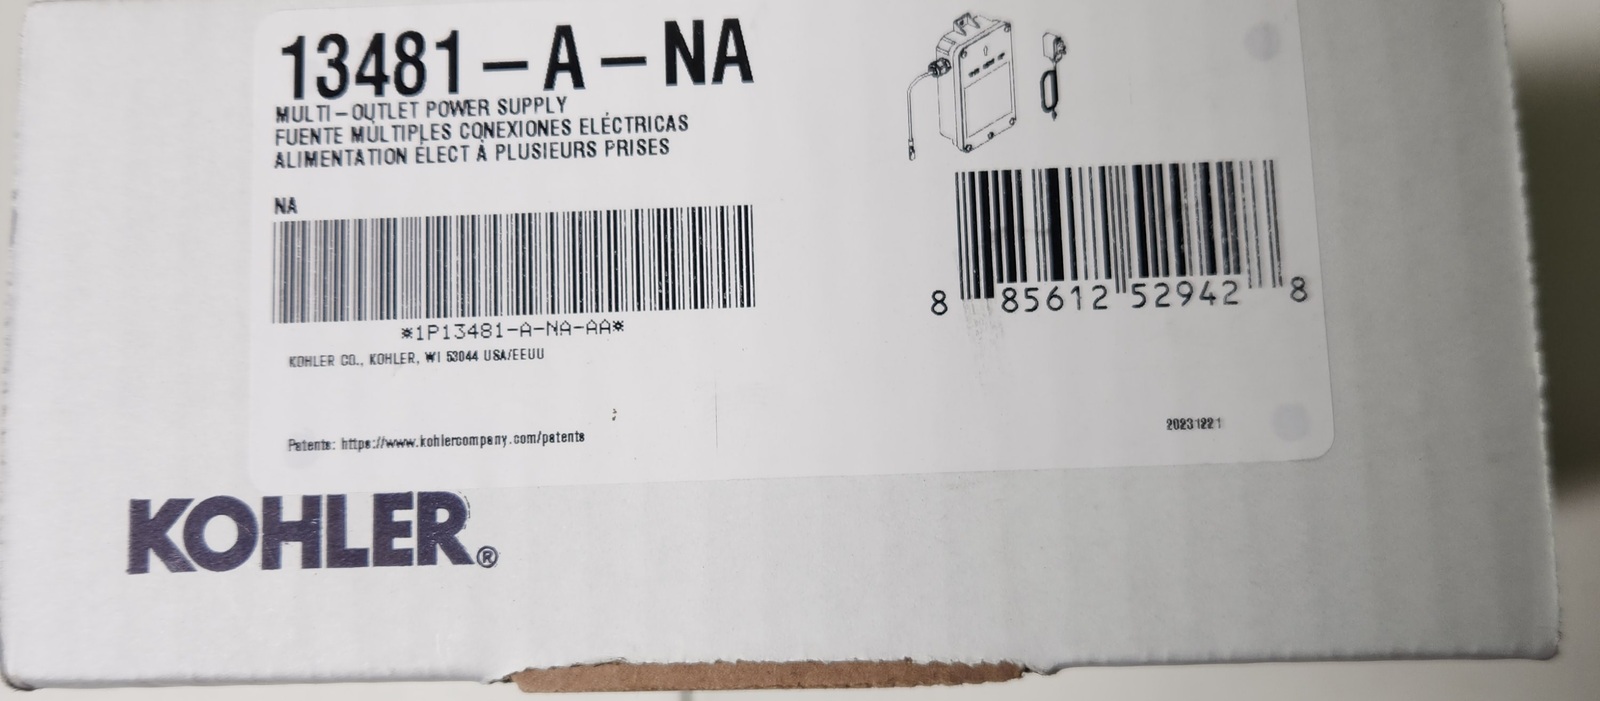 13481-A-NA
MULTI-OUTLET POWER SUPPLY
FUENTE MÚLTIPLES CONEXIONES ELÉCTRICAS
ALIMENTATION ÉLECT À PLUSIEURS PRISES
NA
*1P13481-A-NA-AA*
KOHLER CO., KOHLER, WI 53044 USA/EEUU
Patents: https://www.kohlercompany.com/patents
8 85612 52942 8
20231221
KOHLER®